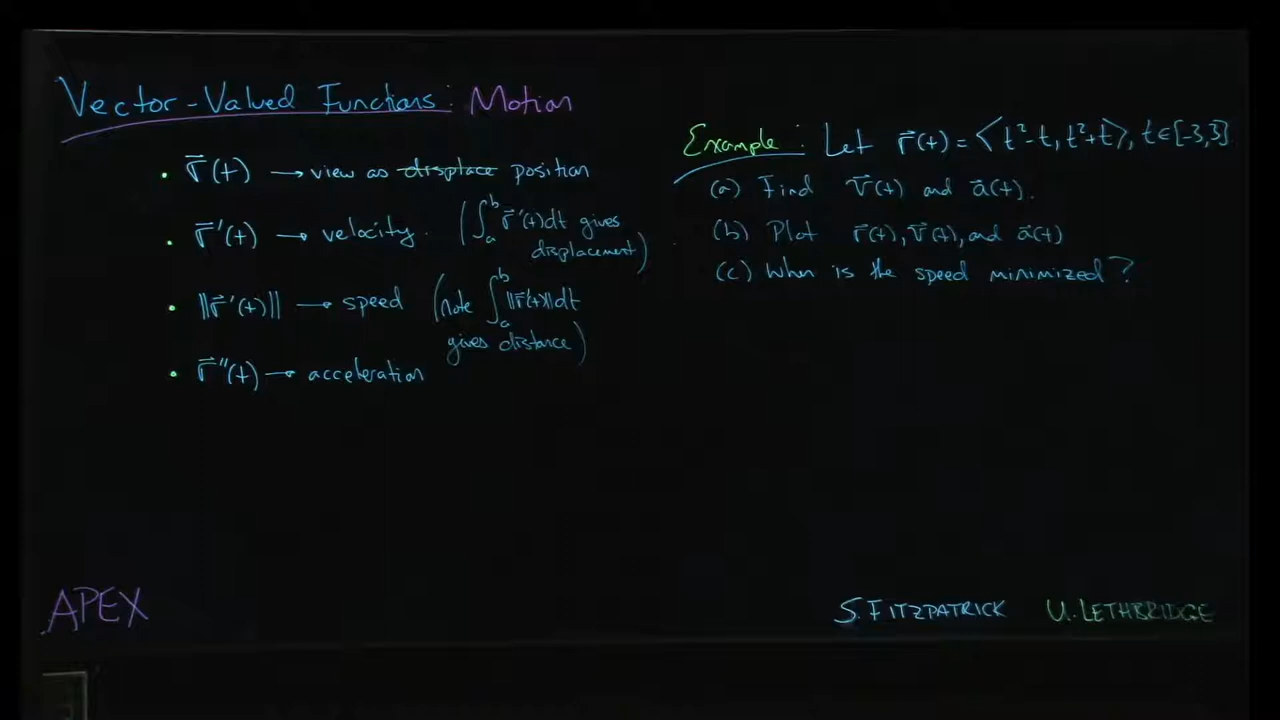 Vector-Valued Functions: Motion
• r⃗(t) → view as ~~displace~~ position
• r⃗'(t) → velocity. (∫_a^b r⃗'(t)dt gives
displacement)
• ||r⃗'(t)|| → speed (note ∫_a^b ||r⃗'(t)||dt
gives distance)
• r⃗''(t) → acceleration
Example: Let r⃗(t) = ⟨t²-t, t²+t⟩, t∈[-3,3].
(a) Find v⃗(t) and a⃗(t).
(b) Plot r⃗(t), v⃗(t), and a⃗(t)
(c) When is the speed minimized?
APEX
S. FITZPATRICK U. LETHBRIDGE